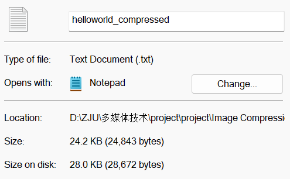 helloworld_compressed
Type of file: Text Document (.txt)
Opens with: Notepad Change...
Location: D:\ZJU\多媒体技术\project\project\Image Compressi
Size: 24.2 KB (24,843 bytes)
Size on disk: 28.0 KB (28,672 bytes)